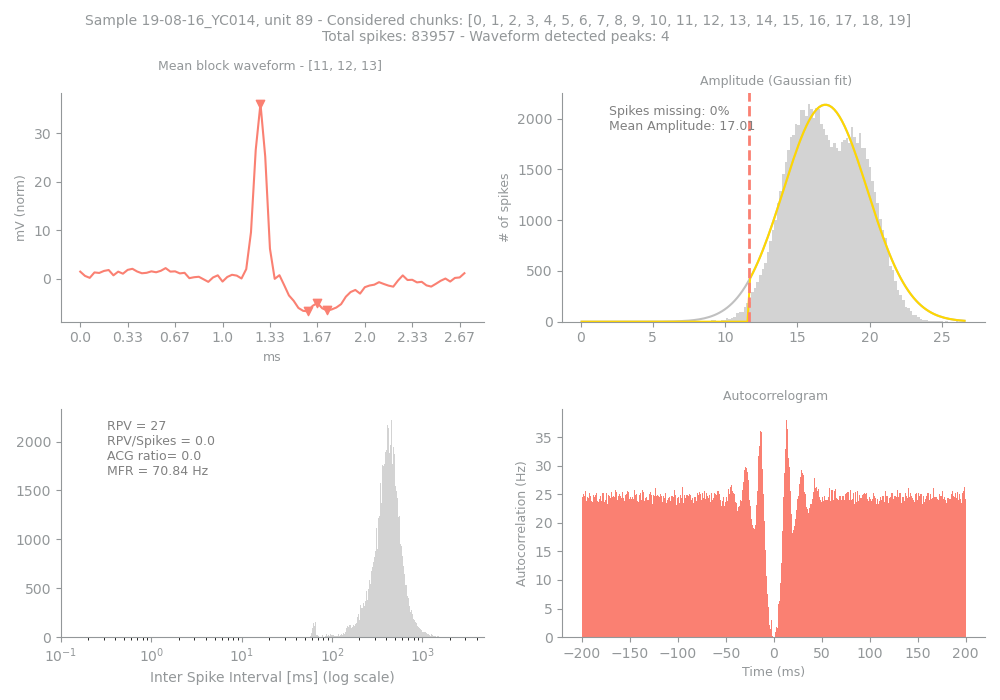 Sample 19-08-16_YC014, unit 89 - Considered chunks: [0, 1, 2, 3, 4, 5, 6, 7, 8, 9, 10, 11, 12, 13, 14, 15, 16, 17, 18, 19]
Total spikes: 83957 - Waveform detected peaks: 4
Mean block waveform - [11, 12, 13]
mV (norm)
30
20
10
0
0.0 0.33 0.67 1.0 1.33 1.67 2.0 2.33 2.67
ms
Amplitude (Gaussian fit)
Spikes missing: 0%
Mean Amplitude: 17.01
# of spikes
2000
1500
1000
500
0
0 5 10 15 20 25
RPV = 27
RPV/Spikes = 0.0
ACG ratio= 0.0
MFR = 70.84 Hz
2000
1500
1000
500
0
10⁻¹ 10⁰ 10¹ 10² 10³
Inter Spike Interval [ms] (log scale)
Autocorrelogram
Autocorrelation (Hz)
35
30
25
20
15
10
5
0
−200 −150 −100 −50 0 50 100 150 200
Time (ms)